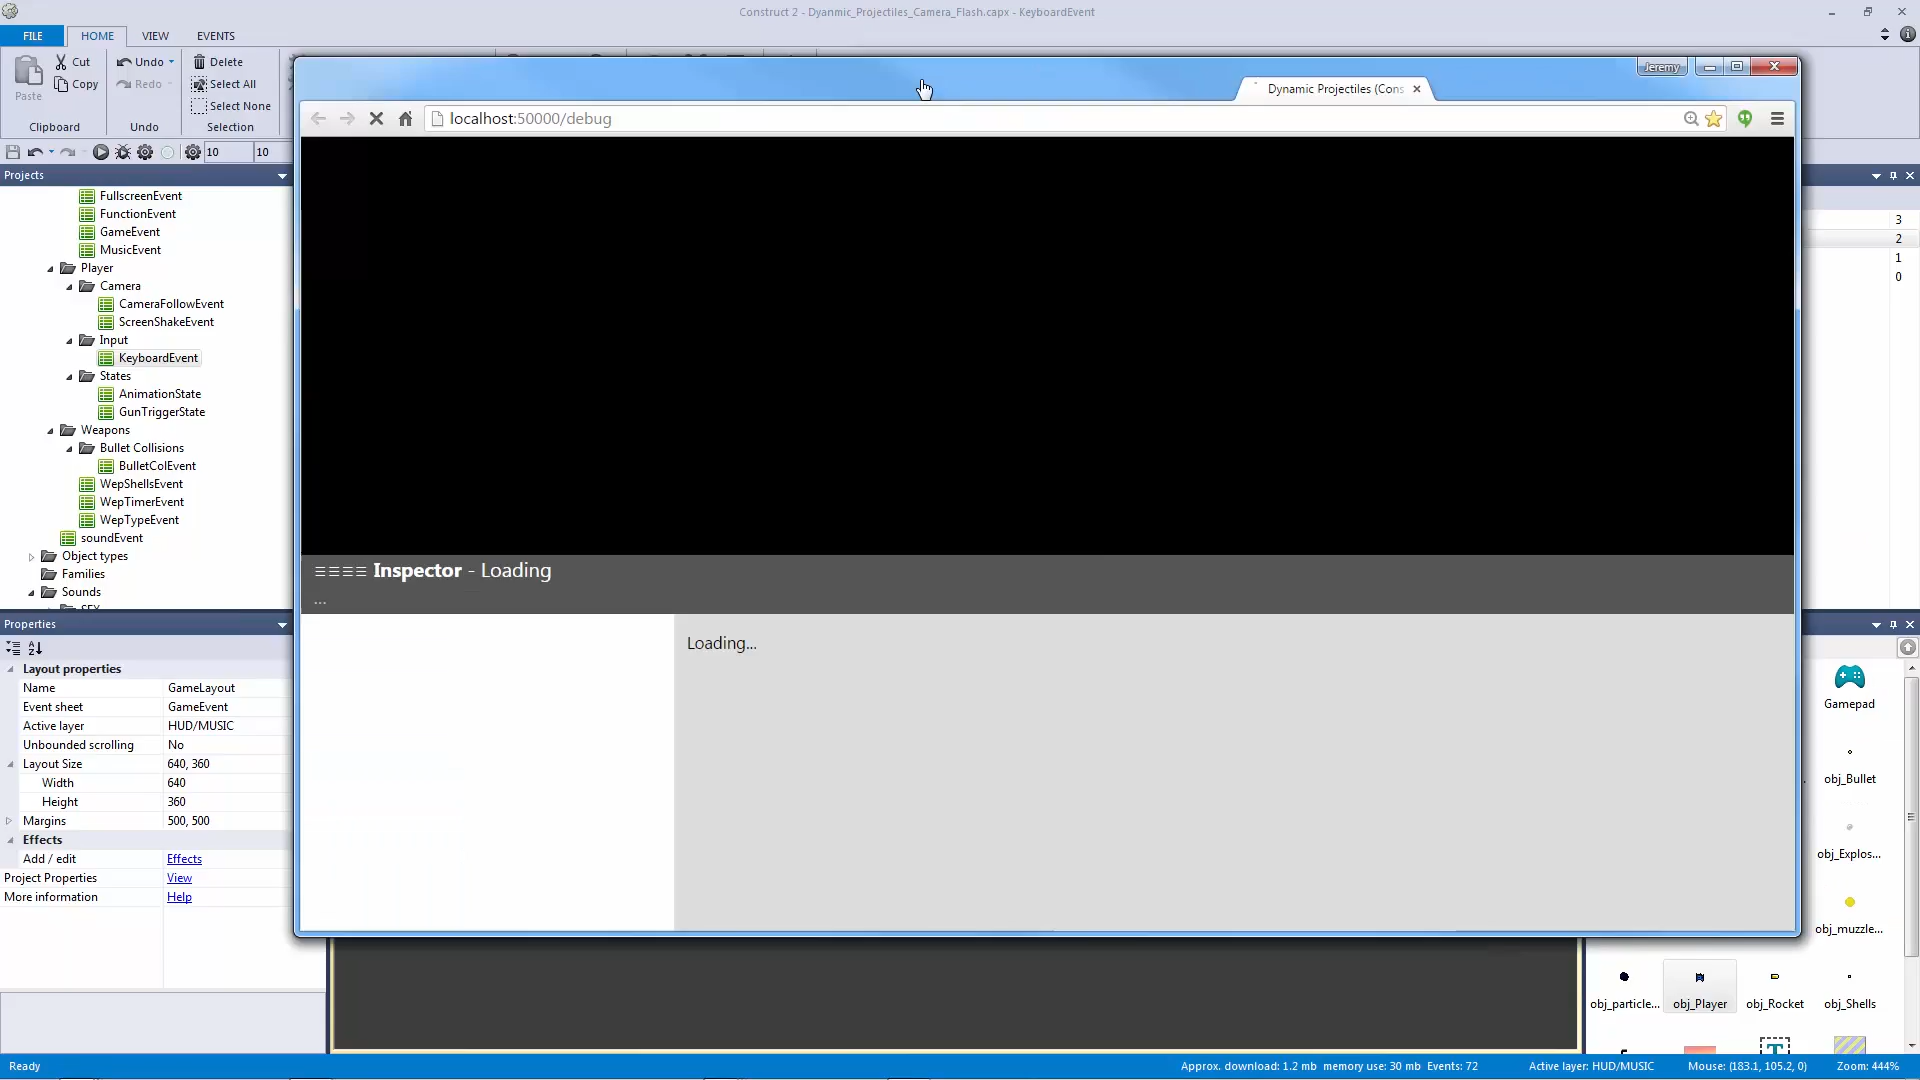 Construct 2 - Dyanmic_Projectiles_Camera_Flash.capx - KeyboardEvent
FILE
HOME
VIEW
EVENTS
Paste
Cut
Copy
Clipboard
Undo
Redo
Undo
Delete
Select All
Select None
Selection
10
10
Jeremy
Dynamic Projectiles (Cons
localhost:50000/debug
Projects
FullscreenEvent
FunctionEvent
GameEvent
MusicEvent
Player
Camera
CameraFollowEvent
ScreenShakeEvent
Input
KeyboardEvent
States
AnimationState
GunTriggerState
Weapons
Bullet Collisions
BulletColEvent
WepShellsEvent
WepTimerEvent
WepTypeEvent
soundEvent
Object types
Families
Sounds
SFX
3
2
1
0
Inspector - Loading
...
Loading...
Properties
Layout properties
Name GameLayout
Event sheet GameEvent
Active layer HUD/MUSIC
Unbounded scrolling No
Layout Size 640, 360
Width 640
Height 360
Margins 500, 500
Effects
Add / edit Effects
Project Properties View
More information Help
Gamepad
obj_Bullet
obj_Explos...
obj_muzzle...
obj_particle...
obj_Player
obj_Rocket
obj_Shells
Ready
Approx. download: 1.2 mb memory use: 30 mb Events: 72
Active layer: HUD/MUSIC
Mouse: (183.1, 105.2, 0)
Zoom: 444%